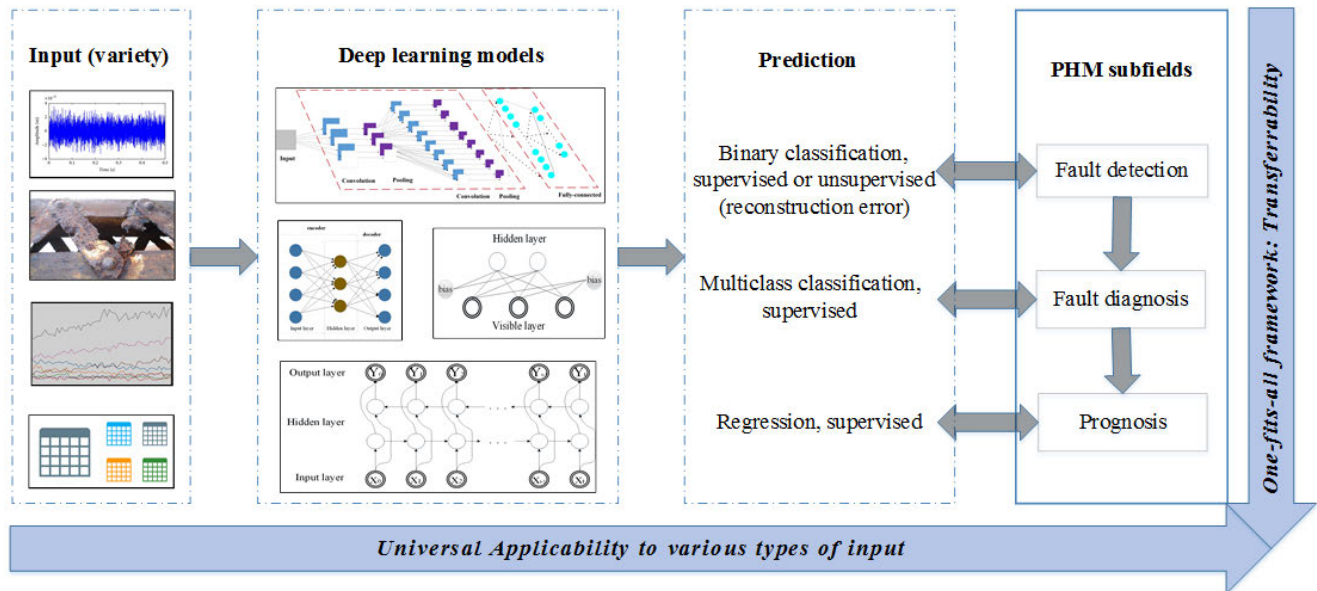 Input (variety)
Amplitude (m)
Time (s)
Deep learning models
Input
Convolution
Pooling
Convolution
Pooling
Fully-connected
encoder
decoder
Input layer
Hidden layer
Output layer
Hidden layer
bias
bias
Visible layer
Output layer
Hidden layer
Input layer
Prediction
Binary classification,
supervised or unsupervised
(reconstruction error)
Multiclass classification,
supervised
Regression, supervised
PHM subfields
Fault detection
Fault diagnosis
Prognosis
One-fits-all framework: Transferrability
Universal Applicability to various types of input